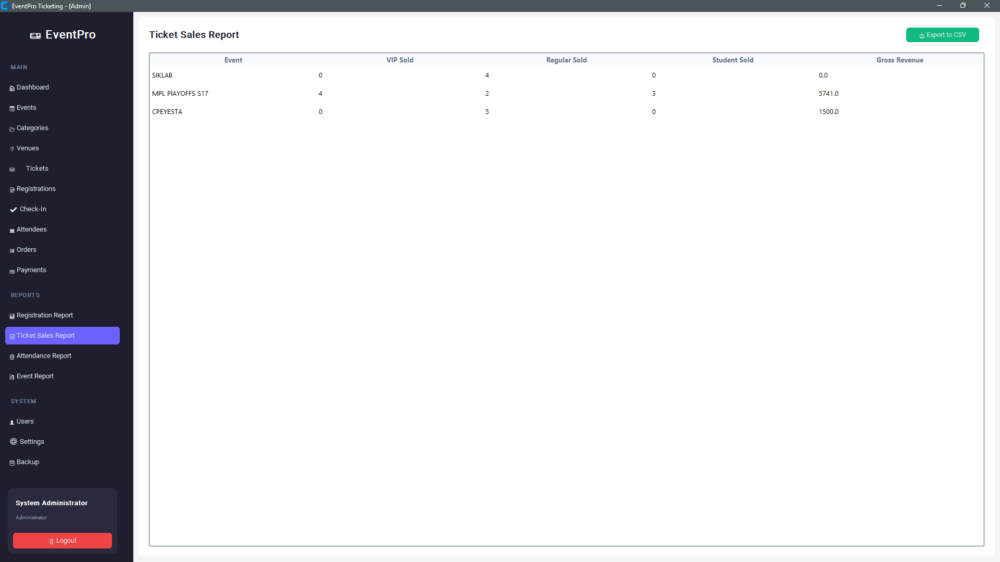 EventPro Ticketing - [Admin]
EventPro
MAIN
Dashboard
Events
Categories
Venues
Tickets
Registrations
Check-In
Attendees
Orders
Payments
REPORTS
Registration Report
Ticket Sales Report
Attendance Report
Event Report
SYSTEM
Users
Settings
Backup
System Administrator
Administrator
Logout
Ticket Sales Report
Export to CSV
Event VIP Sold Regular Sold Student Sold Gross Revenue
SIKLAB 0 4 0 0.0
MPL PlAYOFFS S17 4 2 3 5741.0
CPEYESTA 0 5 0 1500.0